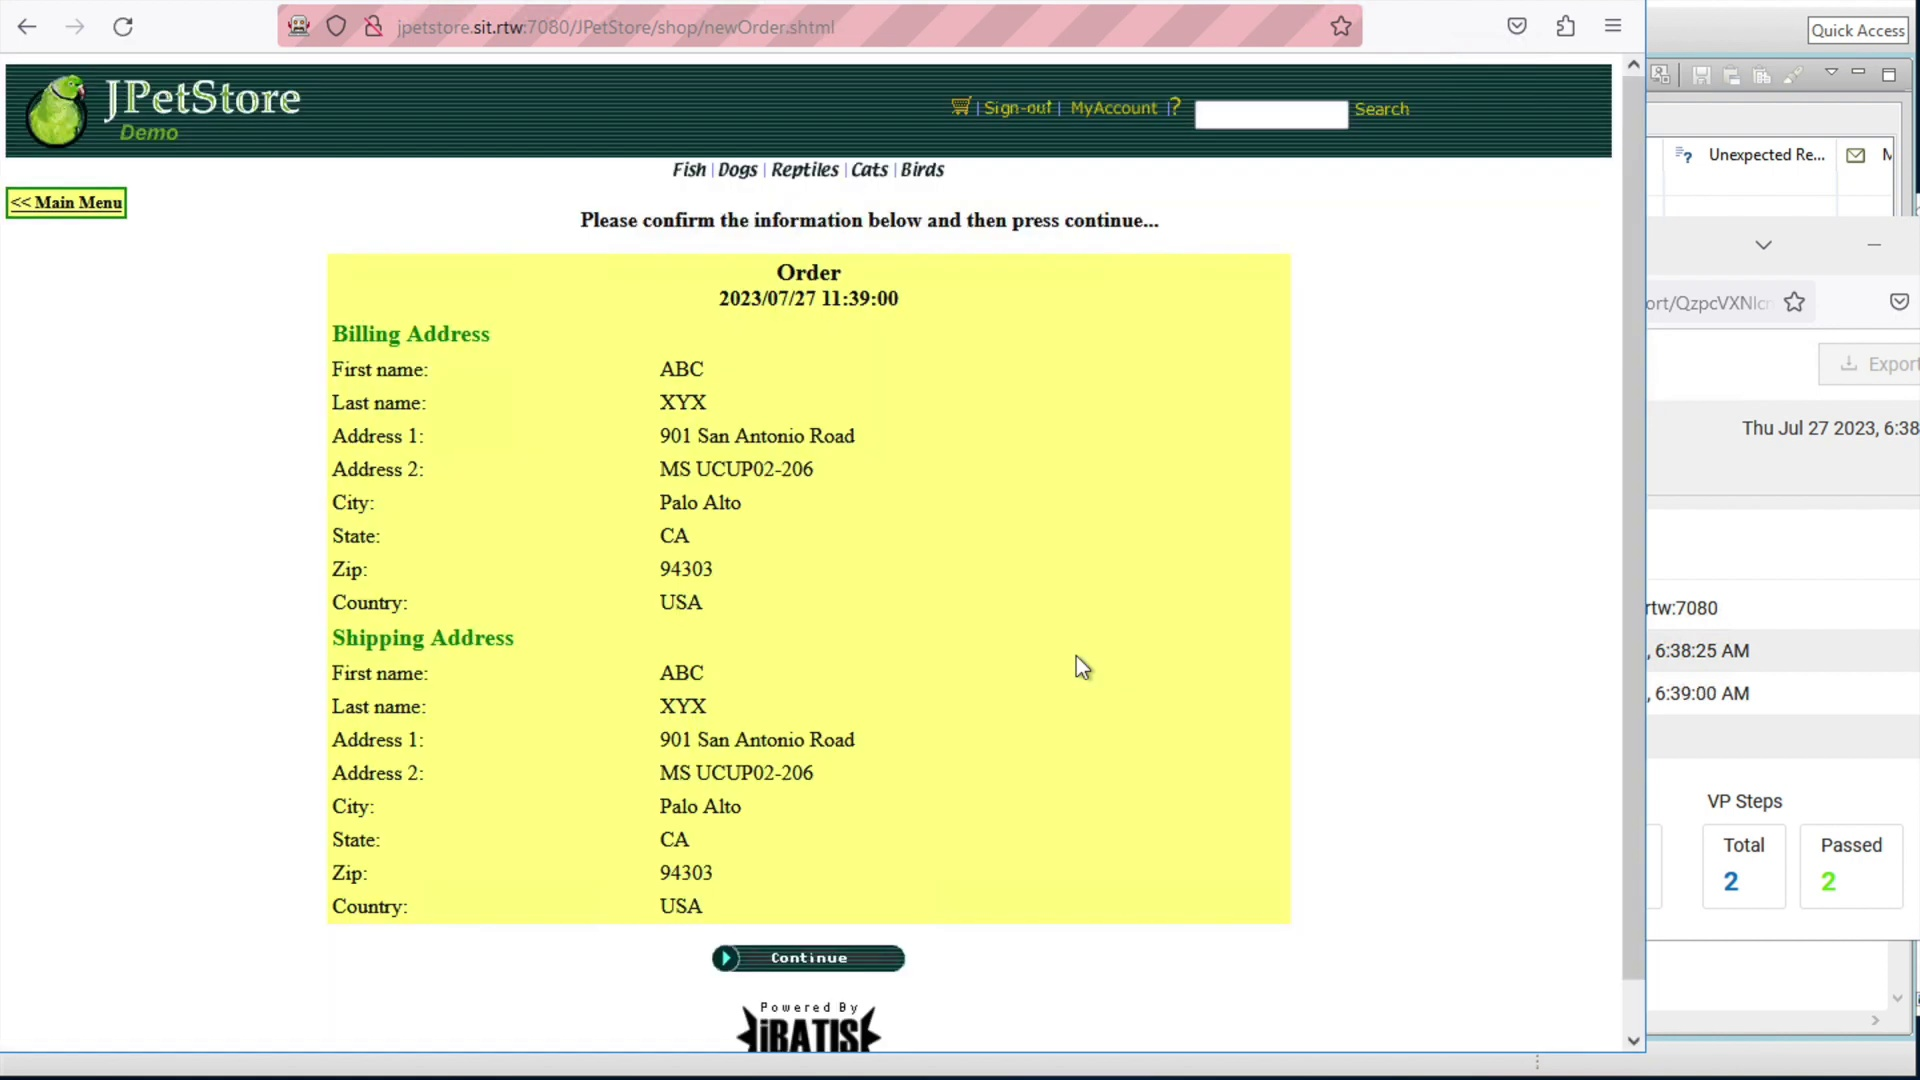 jpetstore.sit.rtw:7080/JPetStore/shop/newOrder.shtml
Quick Access
JPetStore
Demo
Sign-out | MyAccount | ?
Search
Unexpected Re...
Fish | Dogs | Reptiles | Cats | Birds
<< Main Menu
Please confirm the information below and then press continue...
Order
2023/07/27 11:39:00
Billing Address
First name: ABC
Last name: XYX
Address 1: 901 San Antonio Road
Address 2: MS UCUP02-206
City: Palo Alto
State: CA
Zip: 94303
Country: USA
Shipping Address
First name: ABC
Last name: XYX
Address 1: 901 San Antonio Road
Address 2: MS UCUP02-206
City: Palo Alto
State: CA
Zip: 94303
Country: USA
Continue
Powered By
iBATIS
Export
Thu Jul 27 2023, 6:38
rtw:7080
, 6:38:25 AM
, 6:39:00 AM
VP Steps
Total Passed
2 2